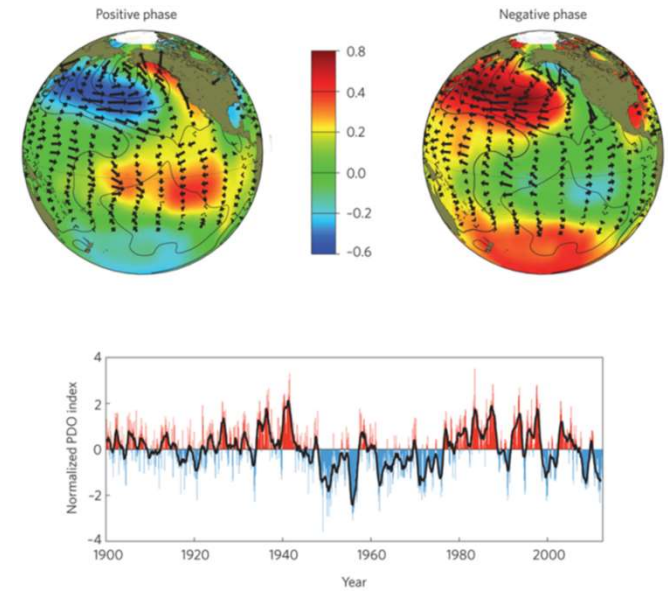 Positive phase
Negative phase
0.8
0.4
0.2
0.0
-0.2
-0.6
4
2
0
-2
-4
Normalized PDO index
1900 1920 1940 1960 1980 2000
Year